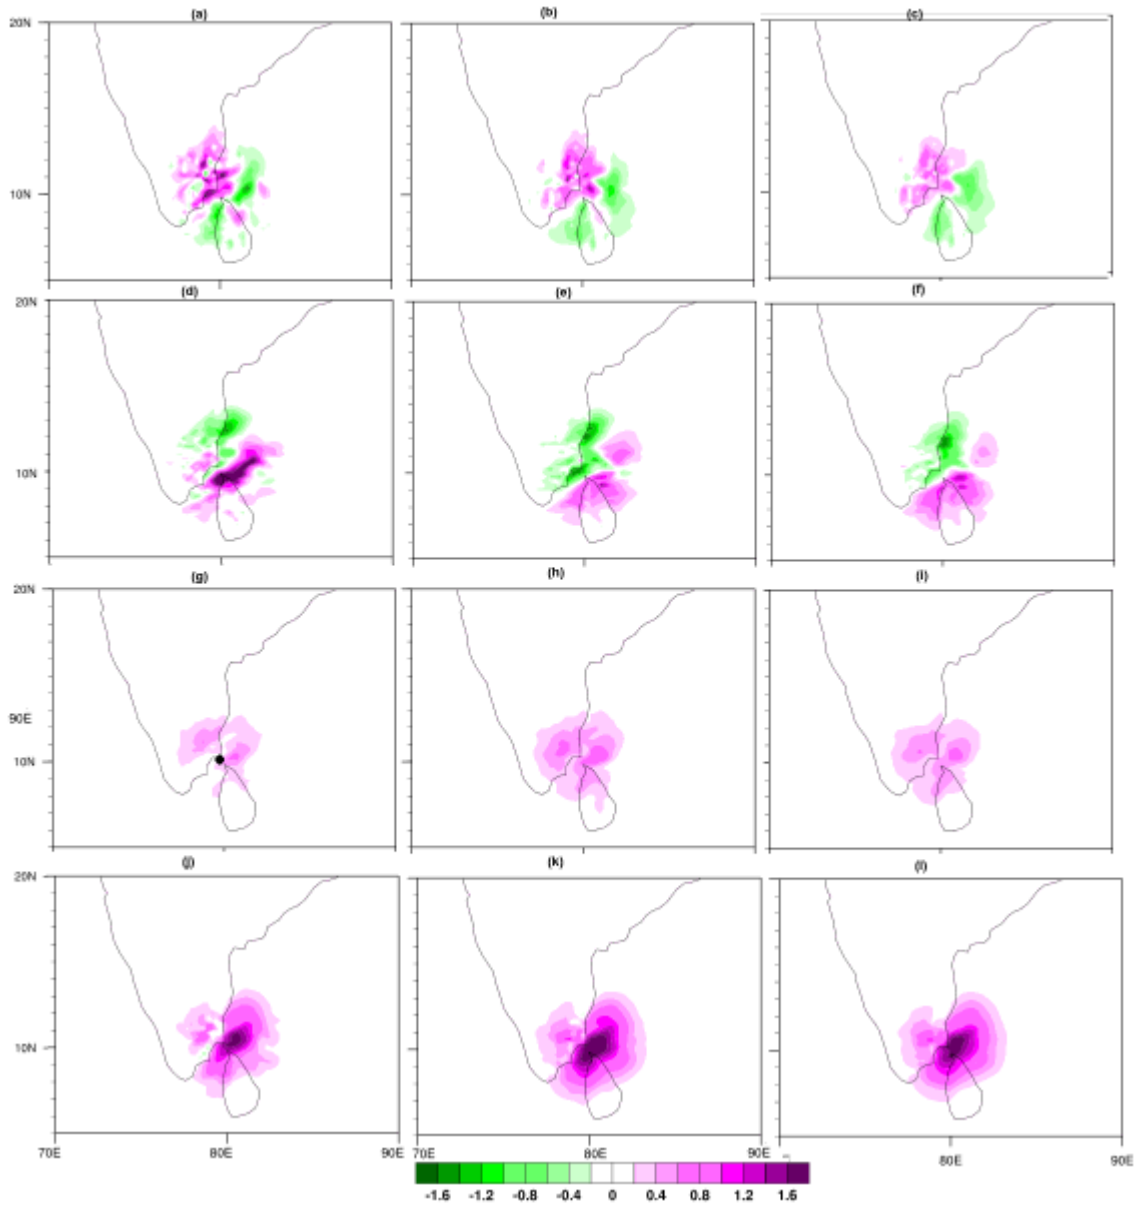 (a) (b) (c)
20N
10N
(d) (e) (f)
20N
10N
(g) (h) (i)
20N
90E
10N
(j) (k) (l)
20N
10N
70E 80E 90E 70E 80E 90E 80E 90E
-1.6 -1.2 -0.8 -0.4 0 0.4 0.8 1.2 1.6